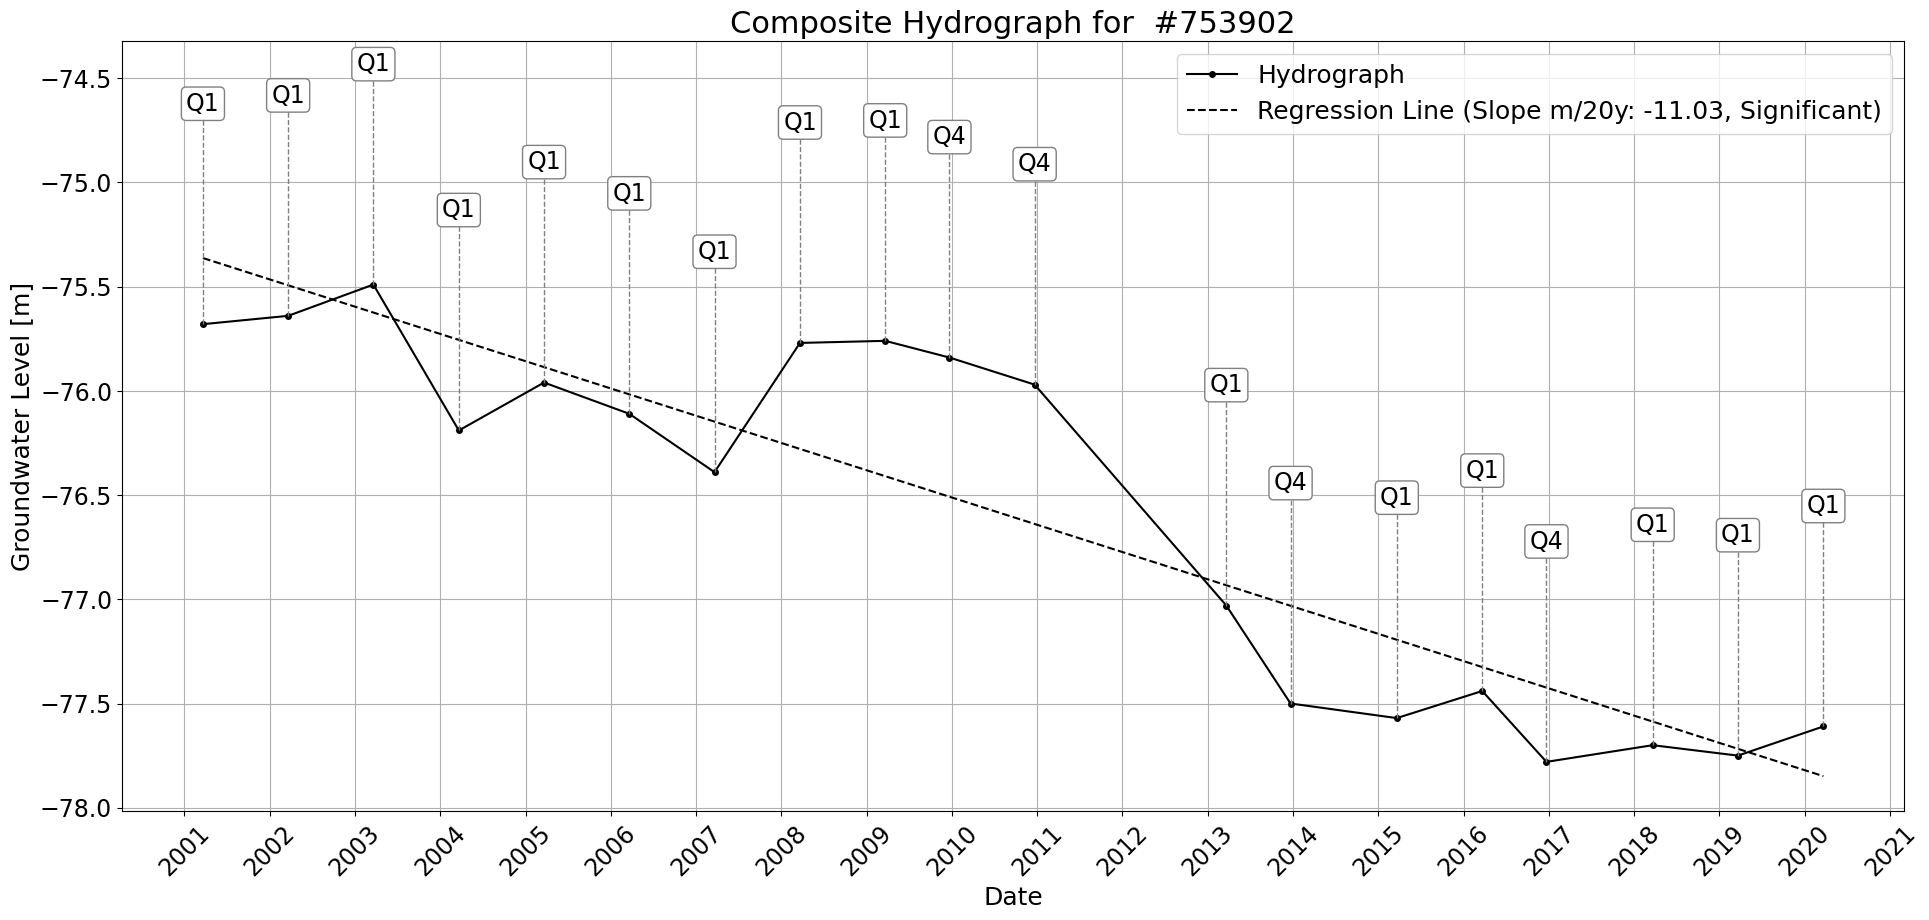 Composite Hydrograph for  #753902
Hydrograph
Regression Line (Slope m/20y: -11.03, Significant)
Groundwater Level [m]
−74.5
−75.0
−75.5
−76.0
−76.5
−77.0
−77.5
−78.0
Q1
Q1
Q1
Q1
Q1
Q1
Q1
Q1
Q1
Q4
Q4
Q1
Q4
Q1
Q1
Q4
Q1
Q1
Q1
2001
2002
2003
2004
2005
2006
2007
2008
2009
2010
2011
2012
2013
2014
2015
2016
2017
2018
2019
2020
2021
Date